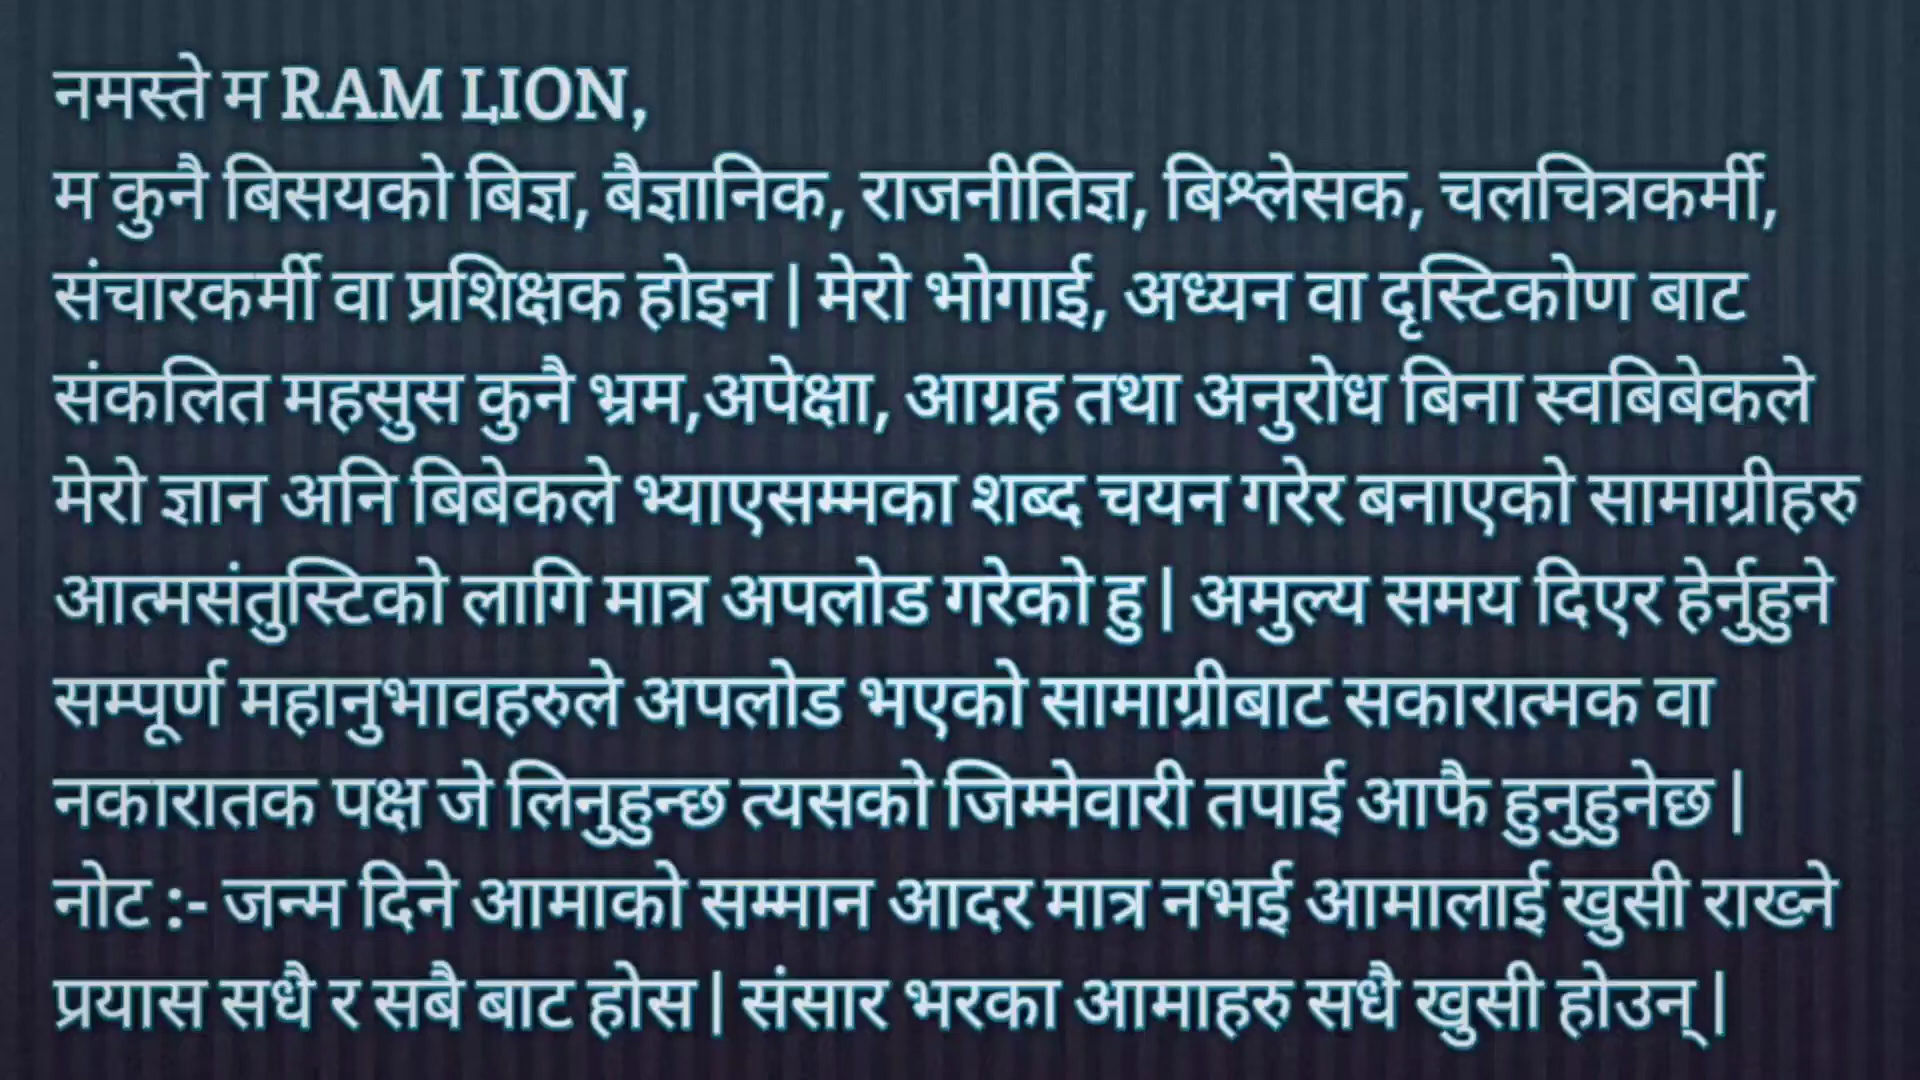 नमस्ते म RAM LION,
म कुनै बिसयको बिज्ञ, बैज्ञानिक, राजनीतिज्ञ, बिश्लेसक, चलचित्रकर्मी,
संचारकर्मी वा प्रशिक्षक होइन | मेरो भोगाई, अध्यन वा दृस्टिकोण बाट
संकलित महसुस कुनै भ्रम,अपेक्षा, आग्रह तथा अनुरोध बिना स्वबिबेकले
मेरो ज्ञान अनि बिबेकले भ्याएसम्मका शब्द चयन गरेर बनाएको सामाग्रीहरु
आत्मसंतुस्टिको लागि मात्र अपलोड गरेको हु | अमुल्य समय दिएर हेर्नुहुने
सम्पूर्ण महानुभावहरुले अपलोड भएको सामाग्रीबाट सकारात्मक वा
नकारातक पक्ष जे लिनुहुन्छ त्यसको जिम्मेवारी तपाई आफै हुनुहुनेछ |
नोट :- जन्म दिने आमाको सम्मान आदर मात्र नभई आमालाई खुसी राख्ने
प्रयास सधै र सबै बाट होस | संसार भरका आमाहरु सधै खुसी होउन् |